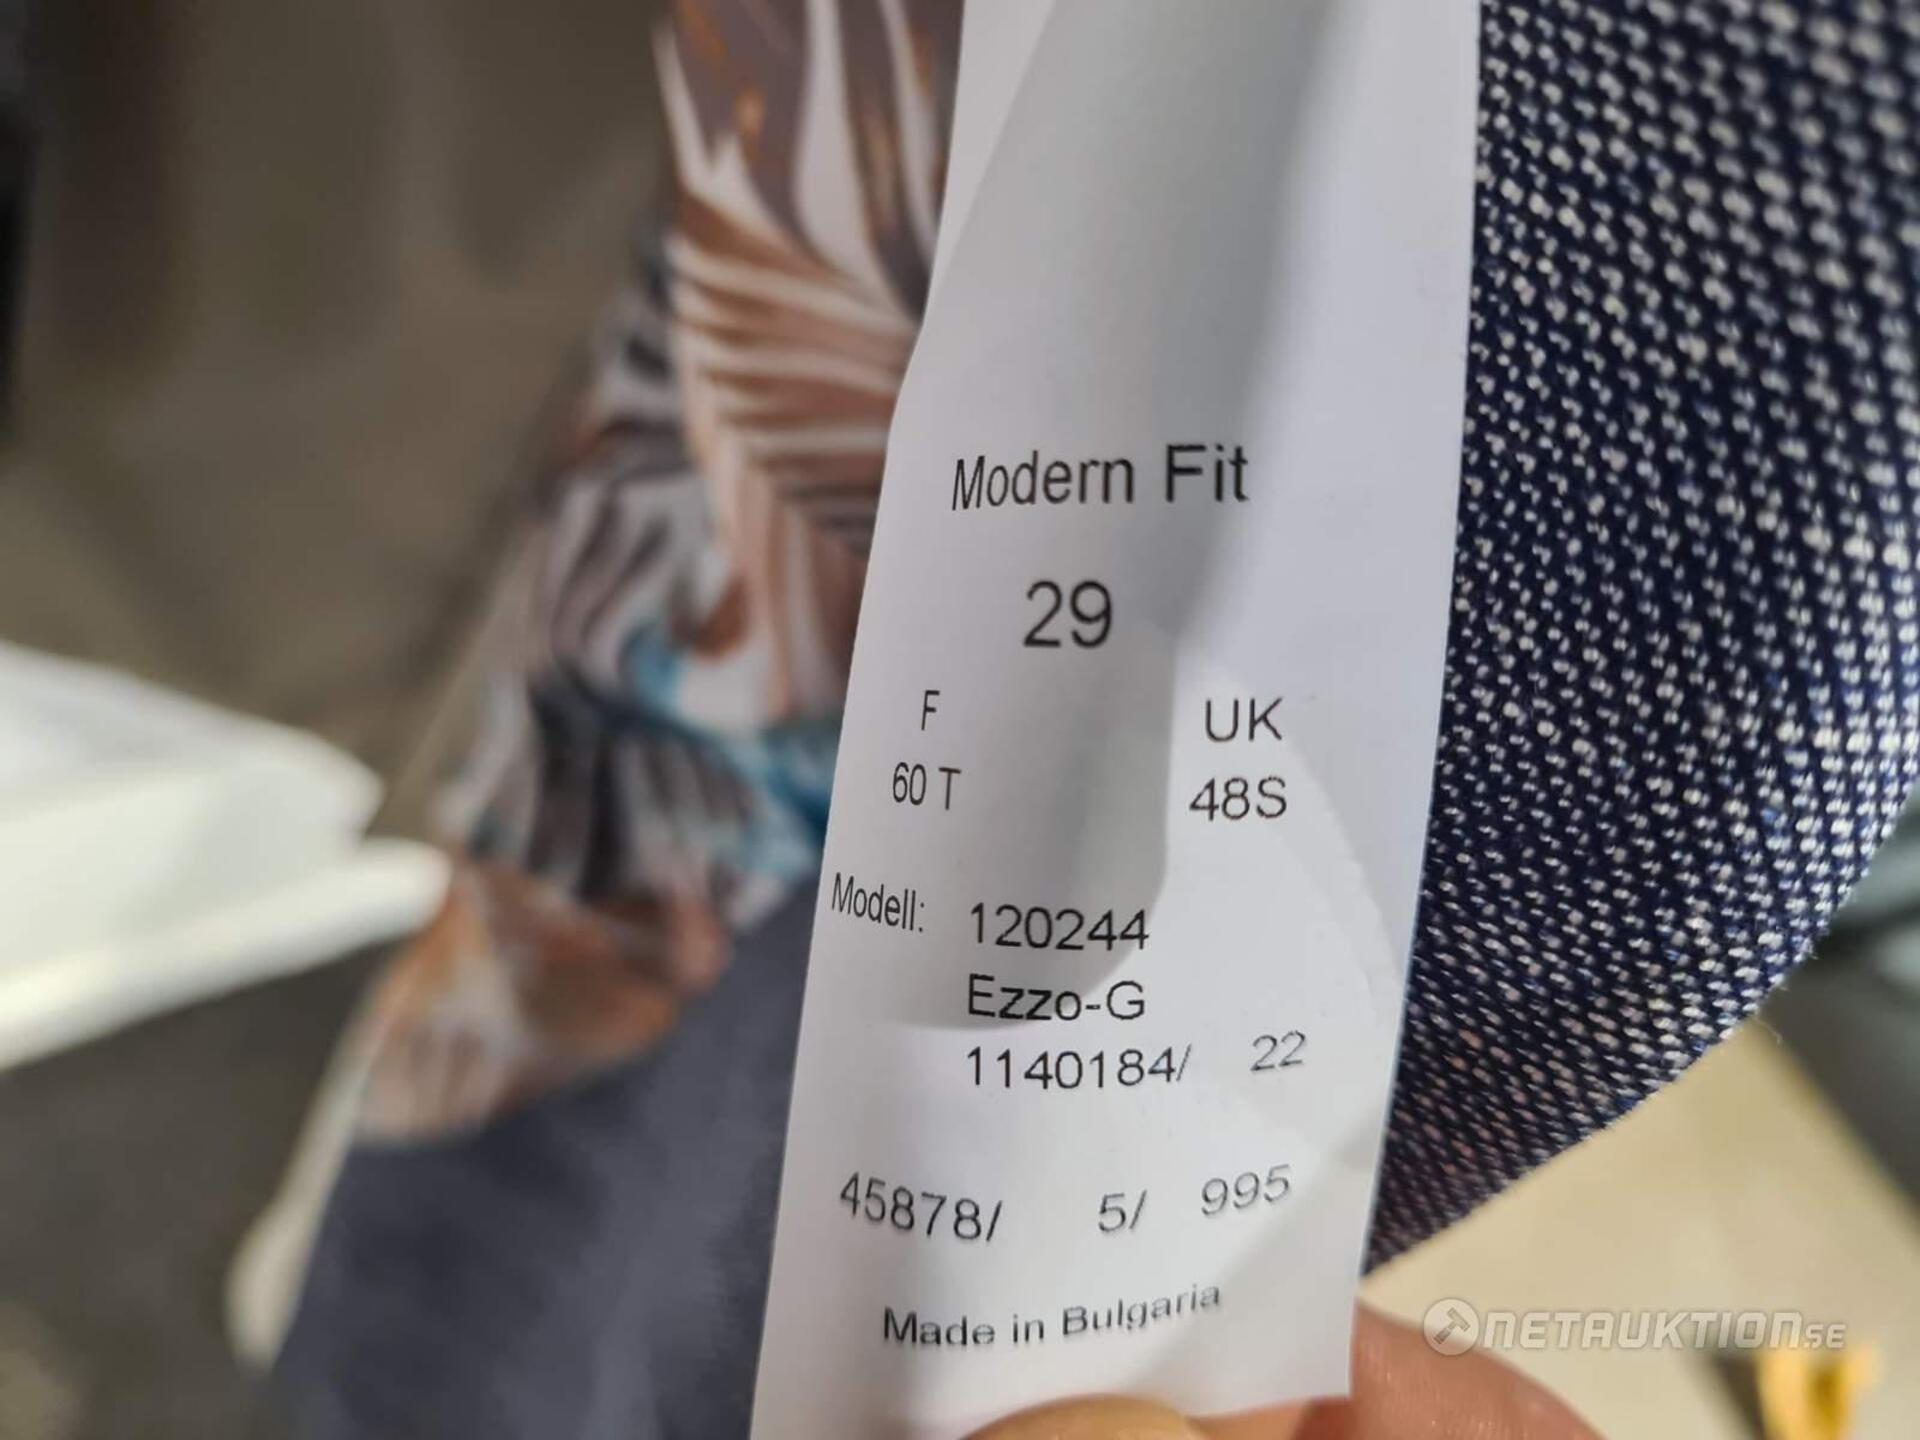 Modern Fit
29
F UK
60 T 48S
Modell: 120244
Ezzo-G
1140184/ 22
45878/ 5/ 995
Made in Bulgaria
NETAUKTION.SE